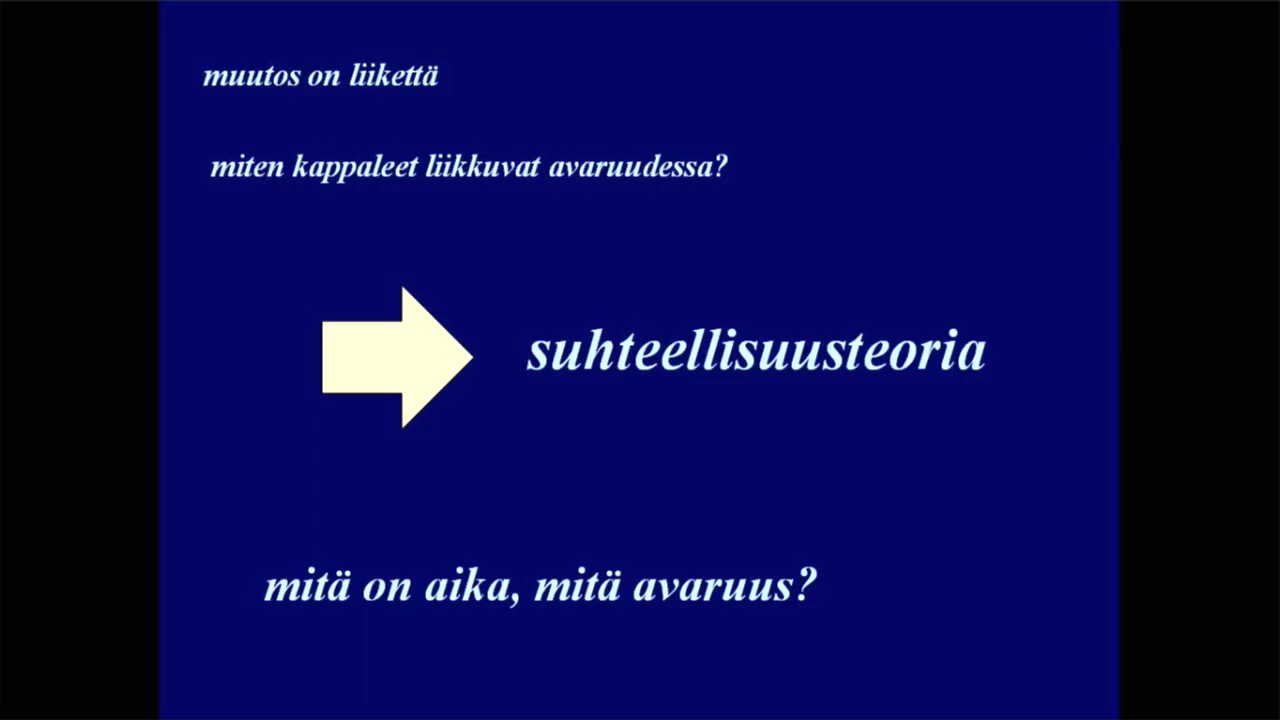 muutos on liikettä
miten kappaleet liikkuvat avaruudessa?
suhteellisuusteoria
mitä on aika, mitä avaruus?